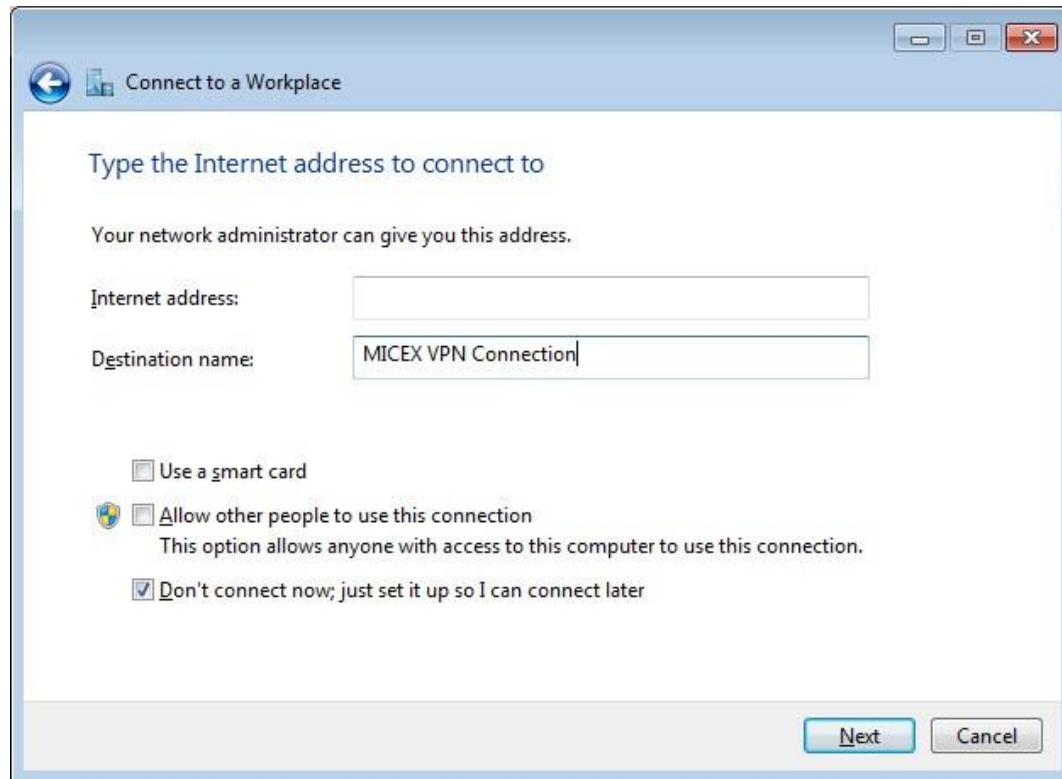 Connect to a Workplace
Type the Internet address to connect to
Your network administrator can give you this address.
Internet address:
Destination name: MICEX VPN Connection
Use a smart card
Allow other people to use this connection
This option allows anyone with access to this computer to use this connection.
Don't connect now; just set it up so I can connect later
Next Cancel